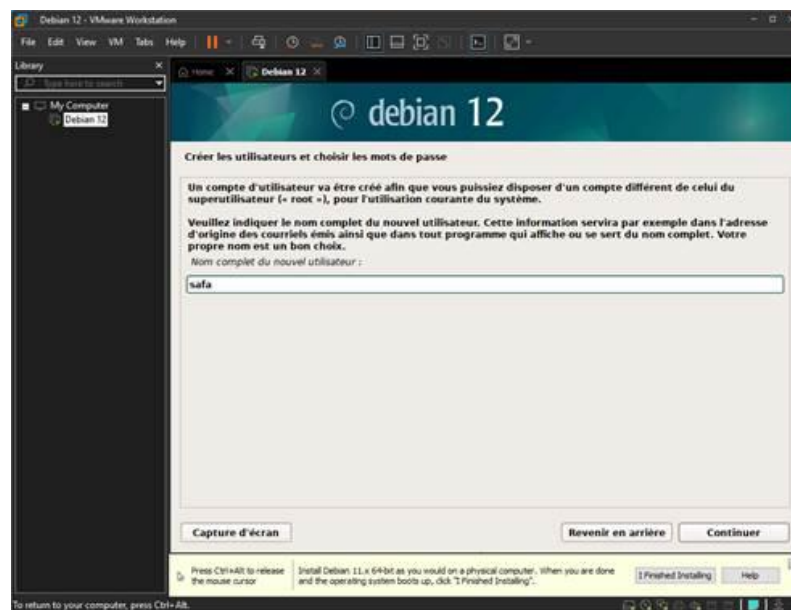 Debian 12 - VMware Workstation
File Edit View VM Tabs Help
Library
Type here to search
My Computer
Debian 12
Home
Debian 12
debian 12
Créer les utilisateurs et choisir les mots de passe
Un compte d'utilisateur va être créé afin que vous puissiez disposer d'un compte différent de celui du
superutilisateur (« root »), pour l'utilisation courante du système.
Veuillez indiquer le nom complet du nouvel utilisateur. Cette information servira par exemple dans l'adresse
d'origine des courriels émis ainsi que dans tout programme qui affiche ou se sert du nom complet. Votre
propre nom est un bon choix.
Nom complet du nouvel utilisateur :
safa
Capture d'écran
Revenir en arrière
Continuer
Press Ctrl+Alt to release
the mouse cursor
Install Debian 11.x 64-bit as you would on a physical computer. When you are done
and the operating system boots up, click "I Finished Installing".
I Finished Installing
Help
To return to your computer, press Ctrl+Alt.